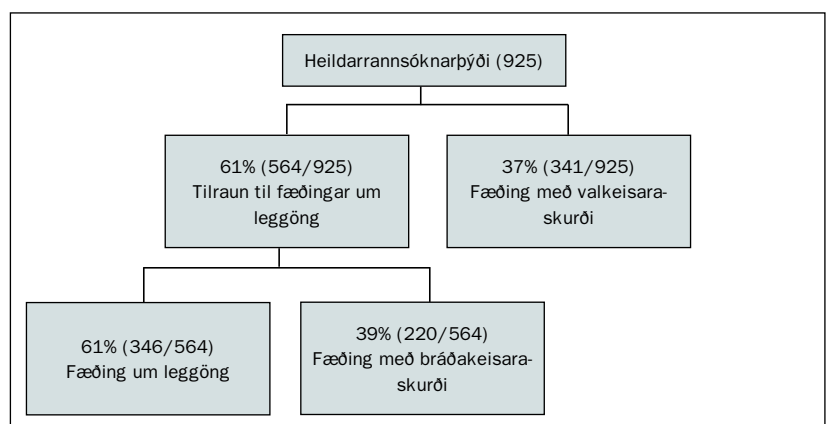 Heildarrannsóknarþýði (925)
61% (564/925)
Tilraun til fæðingar um
leggöng
37% (341/925)
Fæðing með valkeisara-
skurði
61% (346/564)
Fæðing um leggöng
39% (220/564)
Fæðing með bráðakeisara-
skurði